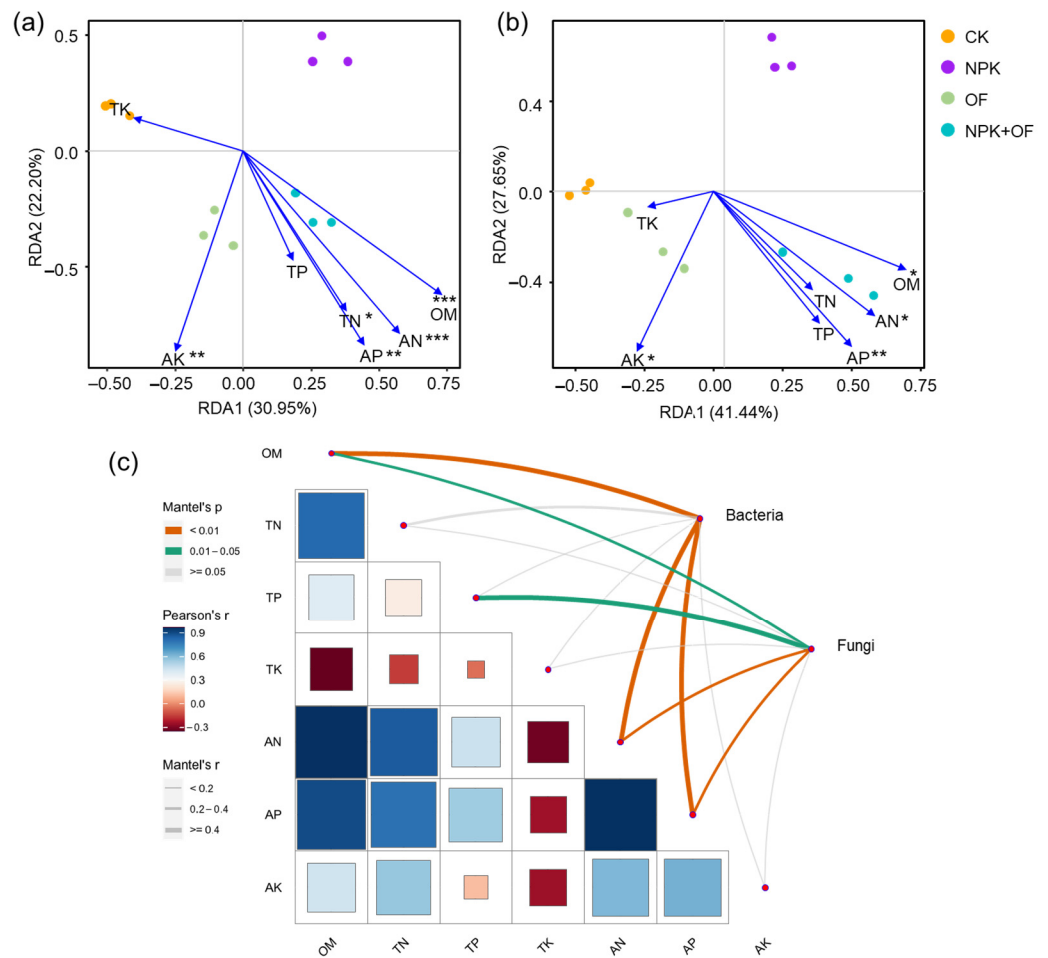 (a)
0.5
0.0
−0.5
RDA2 (22.20%)
TK
TP
TN *
AP **
AN ***
***
OM
AK **
−0.50
−0.25
0.00
0.25
0.50
0.75
RDA1 (30.95%)
(b)
0.4
0.0
−0.4
RDA2 (27.65%)
TK
TN
TP
AP**
AN *
*
OM
AK *
−0.50
−0.25
0.00
0.25
0.50
0.75
RDA1 (41.44%)
CK
NPK
OF
NPK+OF
(c)
Mantel's p
< 0.01
0.01 − 0.05
>= 0.05
Pearson's r
0.9
0.6
0.3
0.0
−0.3
Mantel's r
< 0.2
0.2 − 0.4
>= 0.4
OM
TN
TP
TK
AN
AP
AK
Bacteria
Fungi
OM
TN
TP
TK
AN
AP
AK